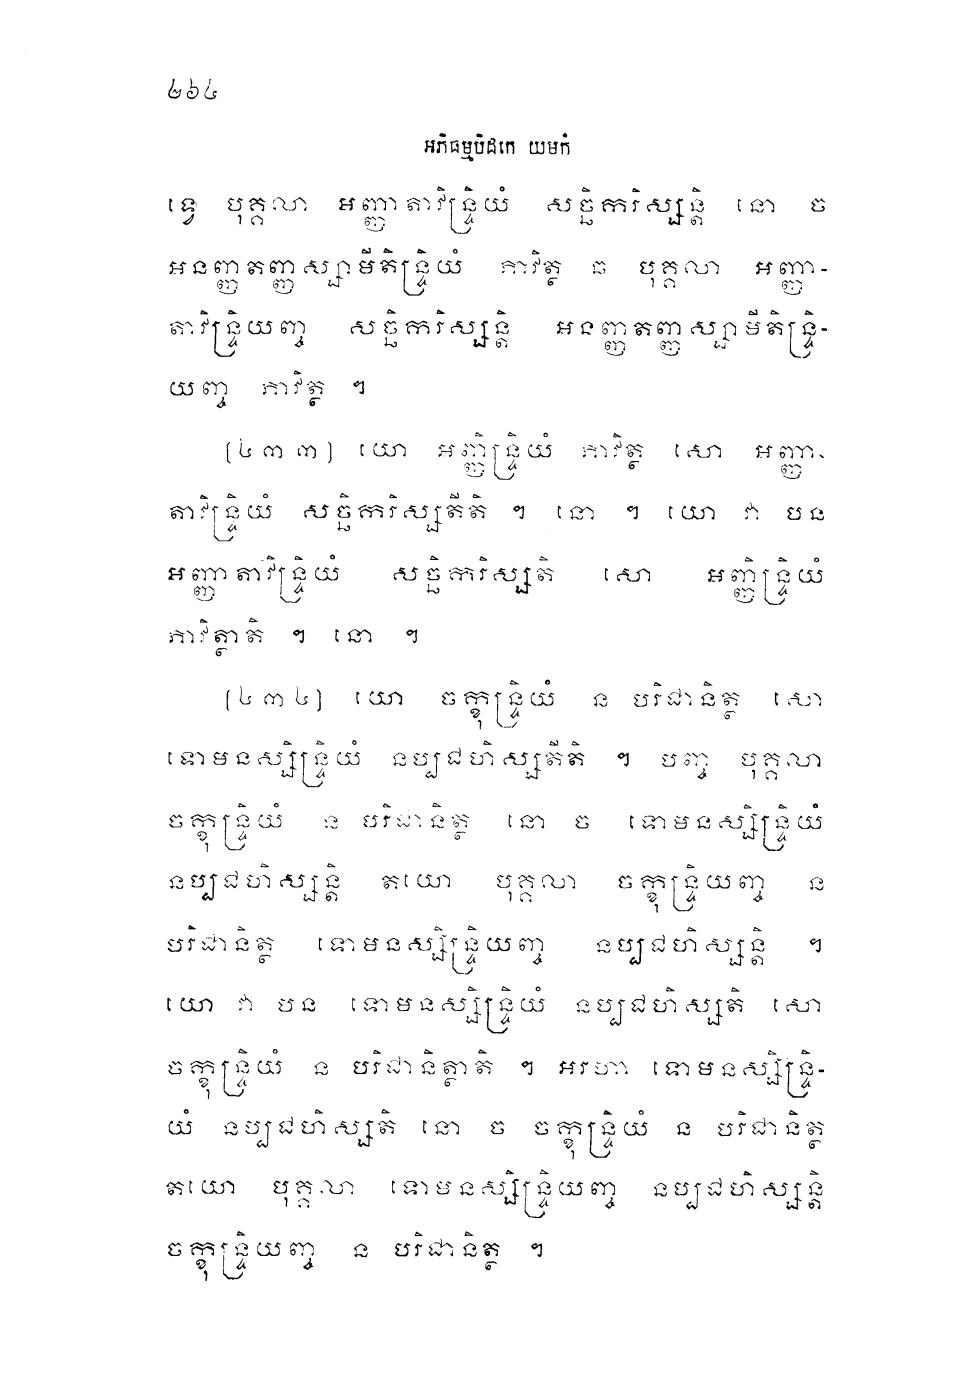 ២៦៤
អភិធម្មបិដកេ យមកំ
ទ្វេ បុគ្គលា អញ្ញាតាវិន្ទ្រិយំ សច្ឆិករិស្សន្តិ នោ ច
អនញ្ញតញ្ញស្សាមីតិន្ទ្រិយំ ភាវិត្ថ ឆ បុគ្គលា អញ្ញា-
តាវិន្ទ្រិយញ្ច សច្ឆិករិស្សន្តិ អនញ្ញតញ្ញស្សាមីតិន្ទ្រិ-
យញ្ច ភាវិត្ថ ។
(៤៣៣) យោ អញ្ញិន្ទ្រិយំ ភាវិត្ថ សោ អញ្ញា-
តាវិន្ទ្រិយំ សច្ឆិករិស្សតីតិ ។ នោ ។ យោ វា បន
អញ្ញាតាវិន្ទ្រិយំ សច្ឆិករិស្សតិ សោ អញ្ញិន្ទ្រិយំ
ភាវិត្ថាតិ ។ នោ ។
(៤៣៤) យោ ចក្ខុន្ទ្រិយំ ន បរិជានិត្ថ សោ
ទោមនស្សិន្ទ្រិយំ នប្បជហិស្សតីតិ ។ បញ្ច បុគ្គលា
ចក្ខុន្ទ្រិយំ ន បរិជានិត្ថ នោ ច ទោមនស្សិន្ទ្រិយំ
នប្បជហិស្សន្តិ តយោ បុគ្គលា ចក្ខុន្ទ្រិយញ្ច ន
បរិជានិត្ថ ទោមនស្សិន្ទ្រិយញ្ច នប្បជហិស្សន្តិ ។
យោ វា បន ទោមនស្សិន្ទ្រិយំ នប្បជហិស្សតិ សោ
ចក្ខុន្ទ្រិយំ ន បរិជានិត្ថាតិ ។ អរហា ទោមនស្សិន្ទ្រិ-
យំ នប្បជហិស្សតិ នោ ច ចក្ខុន្ទ្រិយំ ន បរិជានិត្ថ
តយោ បុគ្គលា ទោមនស្សិន្ទ្រិយញ្ច នប្បជហិស្សន្តិ
ចក្ខុន្ទ្រិយញ្ច ន បរិជានិត្ថ ។